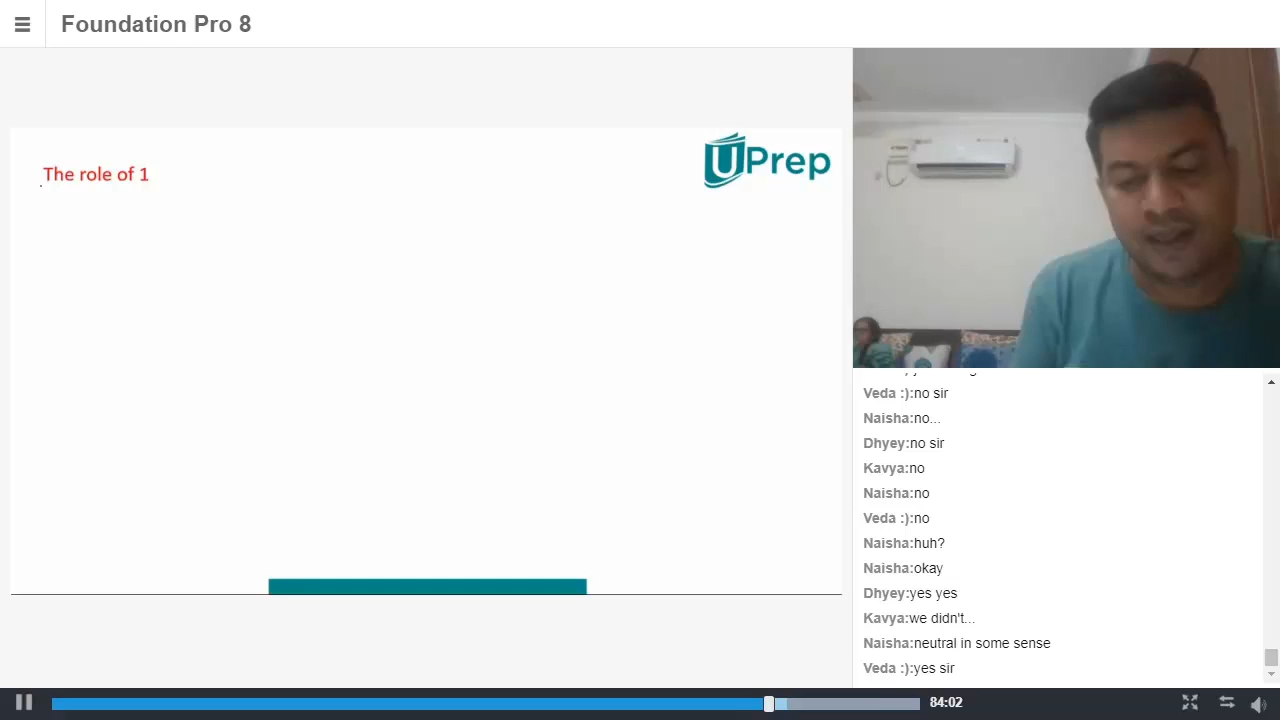 Foundation Pro 8
The role of 1
UPrep
Veda :):no sir
Naisha:no...
Dhyey:no sir
Kavya:no
Naisha:no
Veda :):no
Naisha:huh?
Naisha:okay
Dhyey:yes yes
Kavya:we didn't...
Naisha:neutral in some sense
Veda :):yes sir
84:02